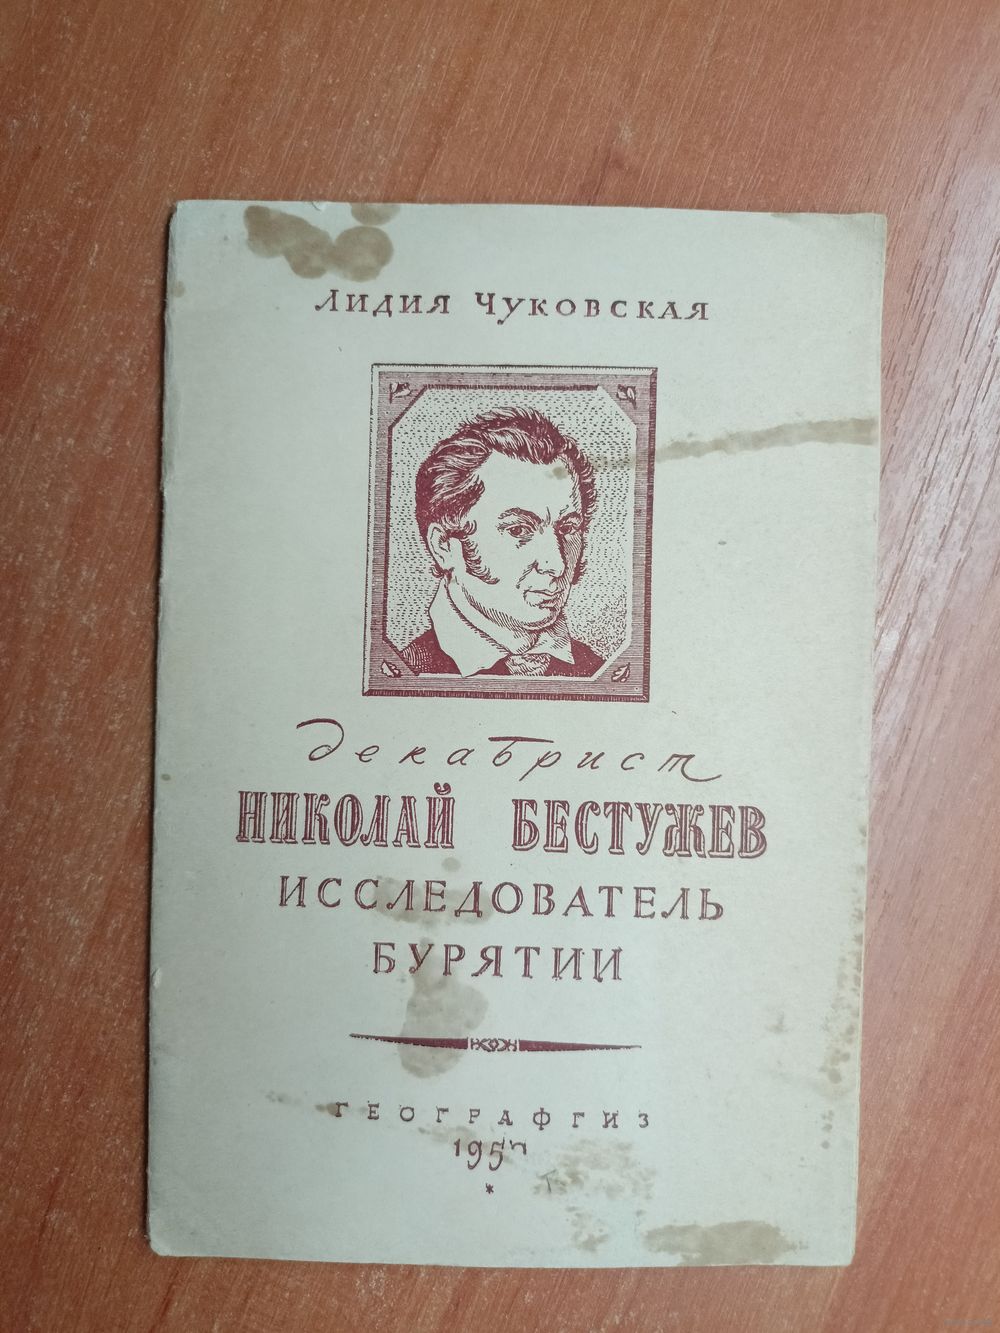 Лидия Чуковская
декабрист
НИКОЛАЙ БЕСТУЖЕВ
ИССЛЕДОВАТЕЛЬ
БУРЯТИИ
ГЕОГРАФГИЗ